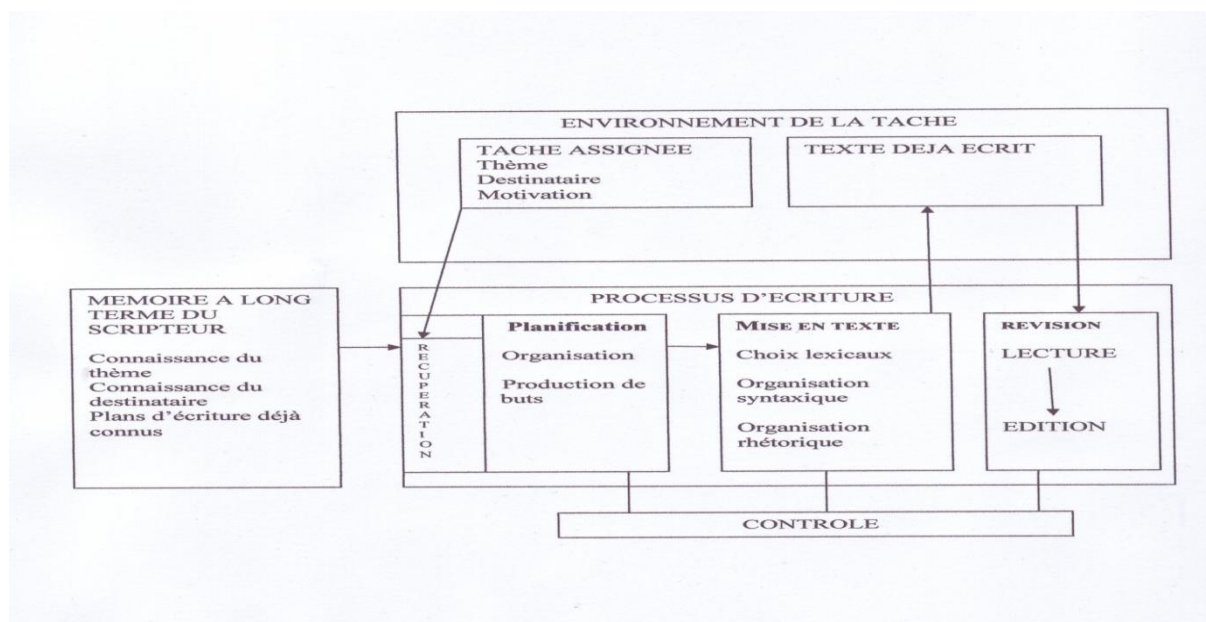 ENVIRONNEMENT DE LA TACHE
TACHE ASSIGNEE
Thème
Destinataire
Motivation
TEXTE DEJA ECRIT
MEMOIRE A LONG
TERME DU
SCRIPTEUR
Connaissance du
thème
Connaissance du
destinataire
Plans d'écriture déjà
connus
PROCESSUS D'ECRITURE
RECUPERATION
Planification
Organisation
Production de
buts
MISE EN TEXTE
Choix lexicaux
Organisation
syntaxique
Organisation
rhétorique
REVISION
LECTURE
EDITION
CONTROLE